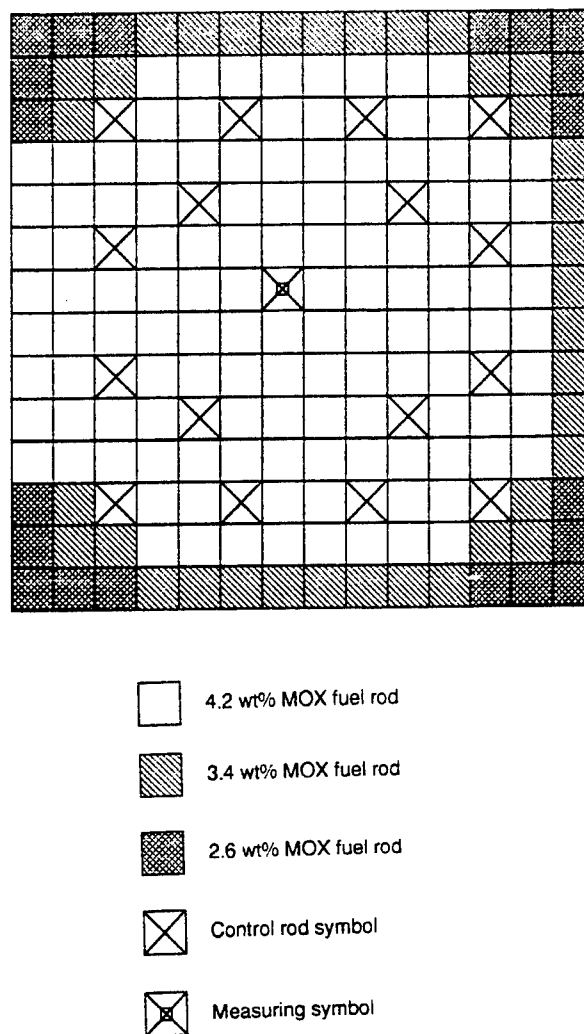 4.2 wt% MOX fuel rod
3.4 wt% MOX fuel rod
2.6 wt% MOX fuel rod
Control rod symbol
Measuring symbol